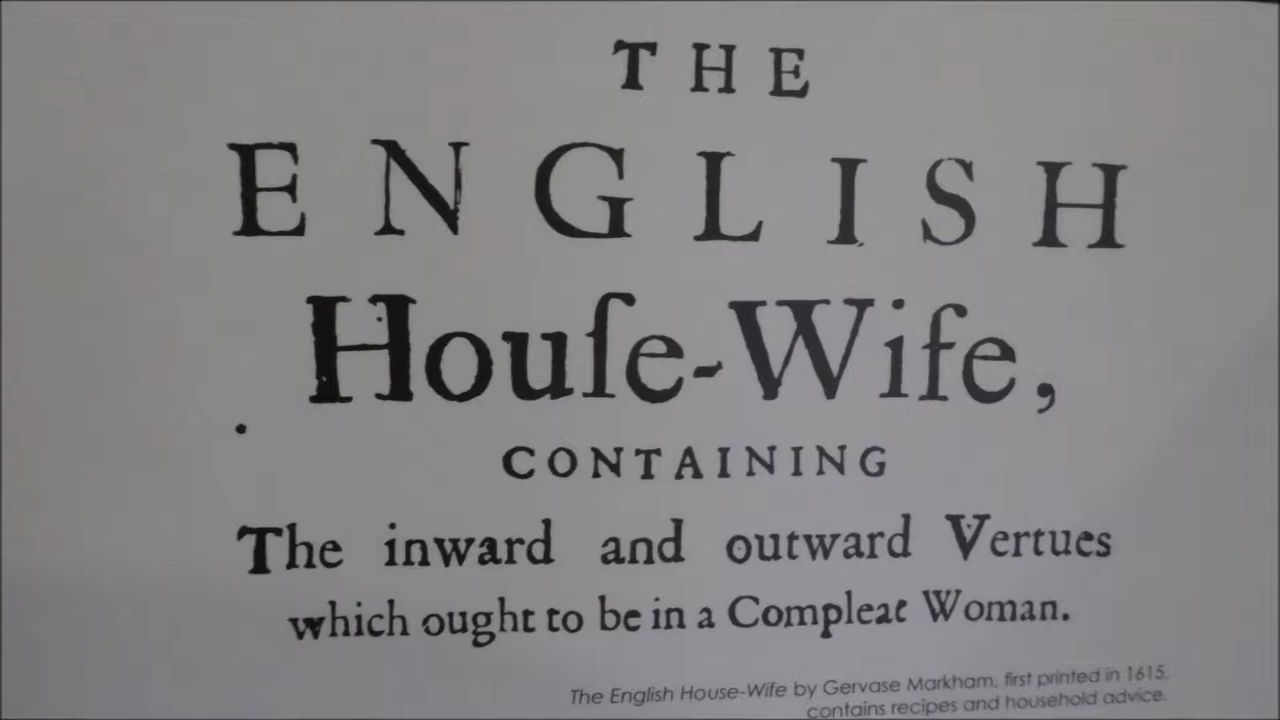 THE
ENGLISH
Houſe-Wife,
CONTAINING
The inward and outward Vertues
which ought to be in a Compleat Woman.
The English House-Wife by Gervase Markham, first printed in 1615,
contains recipes and household advice.